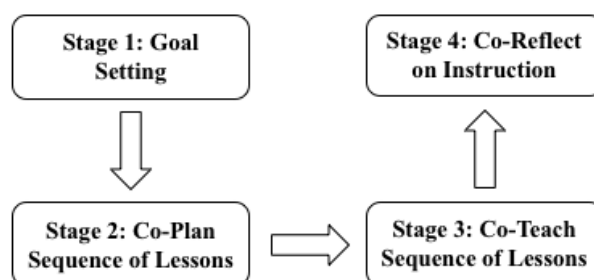 Stage 1: Goal
Setting
Stage 2: Co-Plan
Sequence of Lessons
Stage 3: Co-Teach
Sequence of Lessons
Stage 4: Co-Reflect
on Instruction